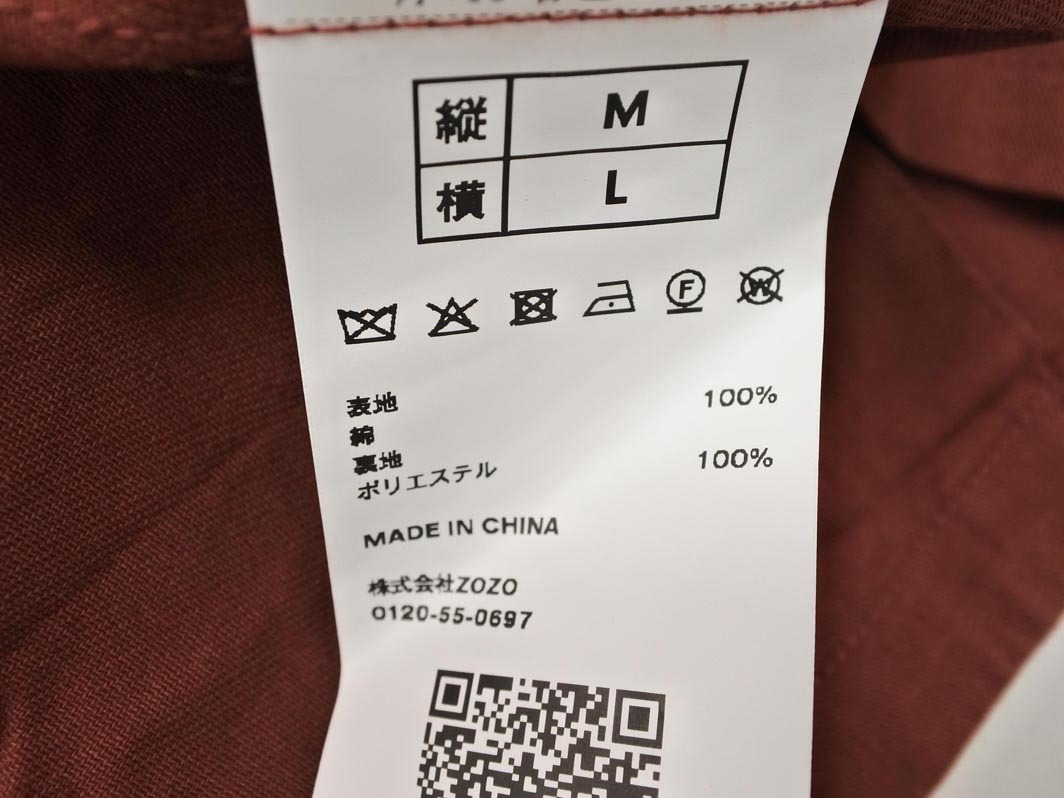 縦 M
横 L
F
W
表地 100%
綿
裏地 100%
ポリエステル
MADE IN CHINA
株式会社ZOZO
0120-55-0697